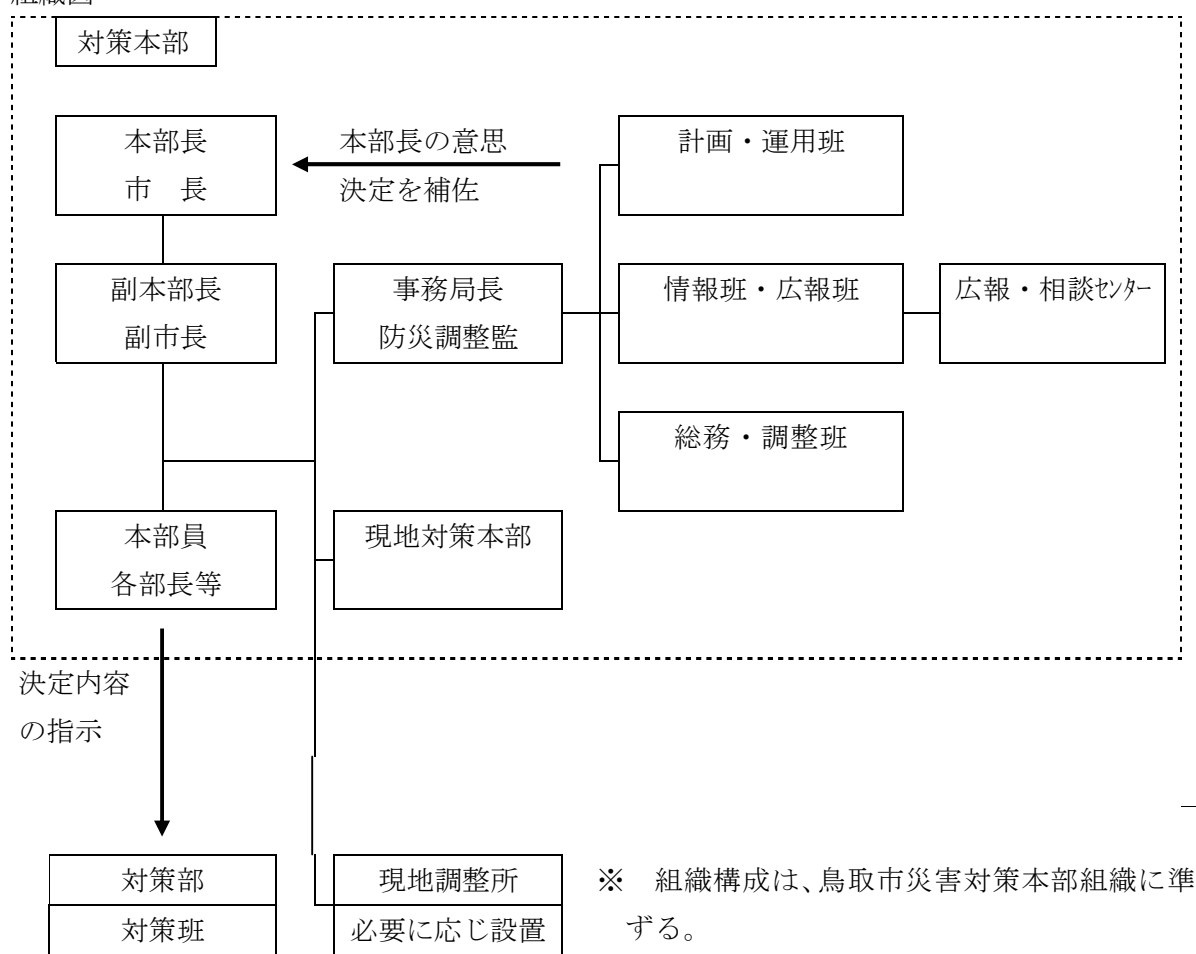 対策本部
本部長
市　長
本部長の意思
決定を補佐
計画・運用班
副本部長
副市長
事務局長
防災調整監
情報班・広報班
広報・相談ｾﾝﾀｰ
総務・調整班
本部員
各部長等
現地対策本部
決定内容
の指示
対策部
対策班
現地調整所
必要に応じ設置
※　組織構成は、鳥取市災害対策本部組織に準
ずる。